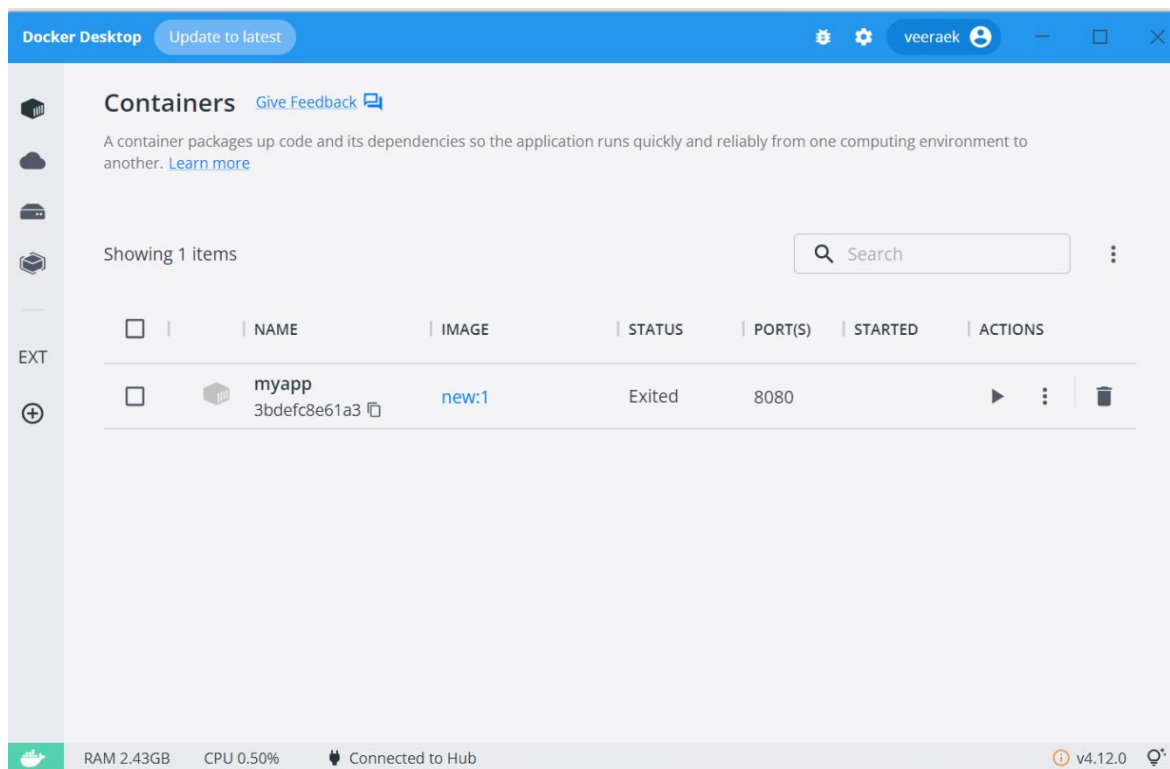 Docker Desktop Update to latest veeraek
Containers Give Feedback
A container packages up code and its dependencies so the application runs quickly and reliably from one computing environment to
another. Learn more
Showing 1 items Search
NAME IMAGE STATUS PORT(S) STARTED ACTIONS
EXT
myapp
3bdefc8e61a3 new:1 Exited 8080
RAM 2.43GB CPU 0.50% Connected to Hub v4.12.0